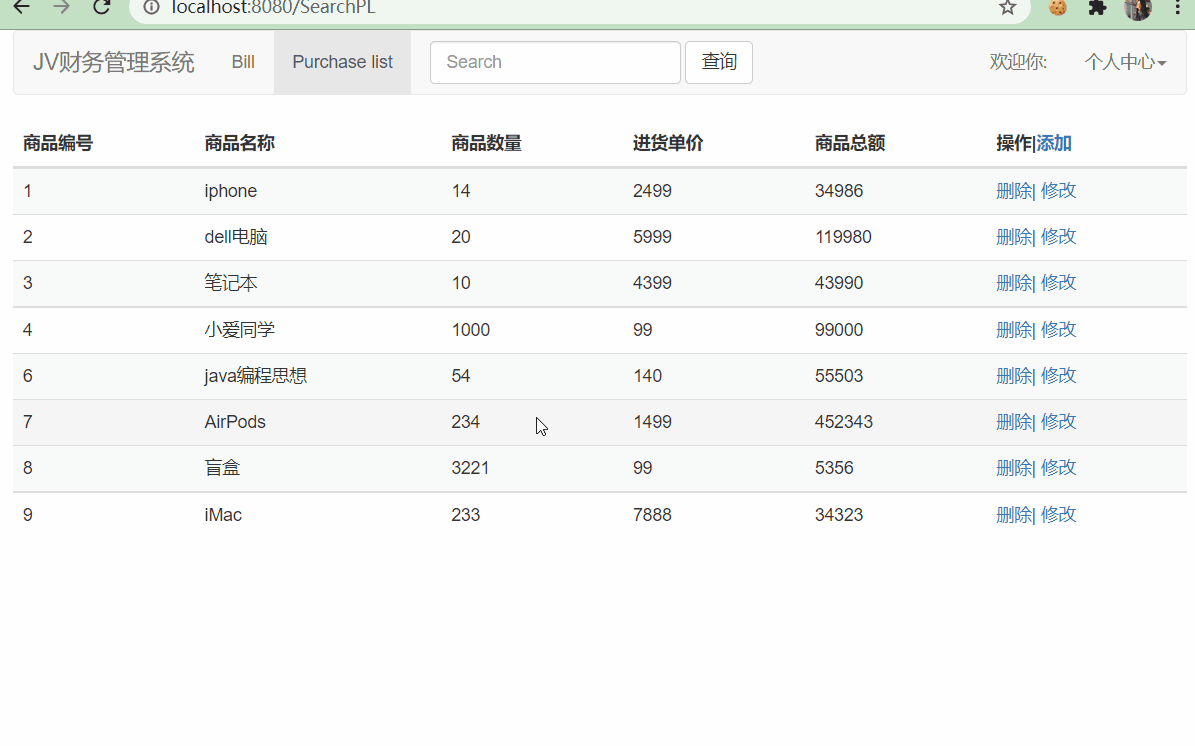 localhost:8080/SearchPL
JV财务管理系统 Bill Purchase list Search 查询 欢迎你: 个人中心
商品编号 商品名称 商品数量 进货单价 商品总额 操作|添加
1 iphone 14 2499 34986 删除| 修改
2 dell电脑 20 5999 119980 删除| 修改
3 笔记本 10 4399 43990 删除| 修改
4 小爱同学 1000 99 99000 删除| 修改
6 java编程思想 54 140 55503 删除| 修改
7 AirPods 234 1499 452343 删除| 修改
8 盲盒 3221 99 5356 删除| 修改
9 iMac 233 7888 34323 删除| 修改